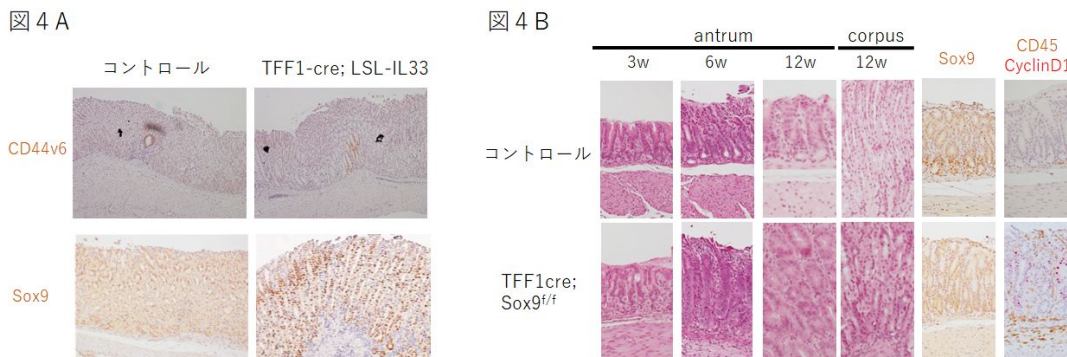 図4A
コントロール
TFF1-cre; LSL-IL33
CD44v6
Sox9
図4B
antrum
corpus
3w
6w
12w
12w
Sox9
CD45
CyclinD1
コントロール
TFF1cre;
Sox9f/f